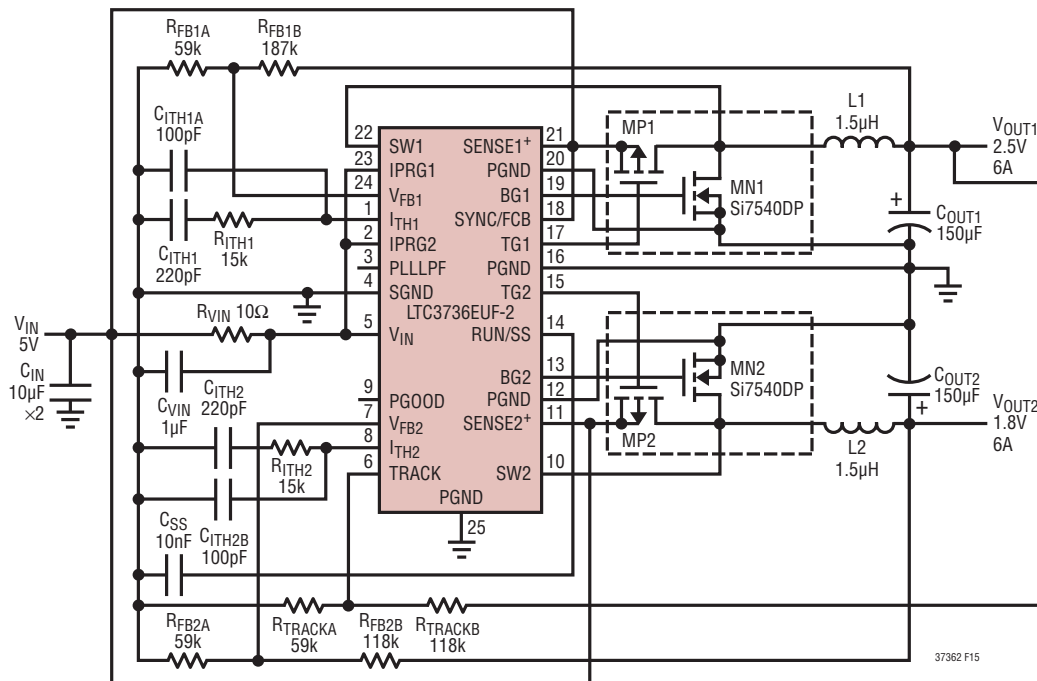 RFB1A
59k
RFB1B
187k
CITH1A
100pF
CITH1
220pF
RITH1
15k
VIN
5V
CIN
10µF
×2
RVIN 10Ω
CVIN
1µF
CITH2
220pF
RITH2
15k
CITH2B
100pF
CSS
10nF
RFB2A
59k
RTRACKA
59k
RFB2B
118k
RTRACKB
118k
22 SW1
23 IPRG1
24 VFB1
1 ITH1
2 IPRG2
3 PLLLPF
4 SGND
LTC3736EUF-2
5 VIN
9 PGOOD
7 VFB2
8 ITH2
6 TRACK
PGND
25
SENSE1+ 21
PGND 20
BG1 19
SYNC/FCB 18
TG1 17
PGND 16
TG2 15
RUN/SS 14
BG2 13
PGND 12
SENSE2+ 11
SW2 10
MP1
MN1
Si7540DP
L1
1.5µH
VOUT1
2.5V
6A
COUT1
150µF
+
MN2
Si7540DP
MP2
COUT2
150µF
+
L2
1.5µH
VOUT2
1.8V
6A
37362 F15